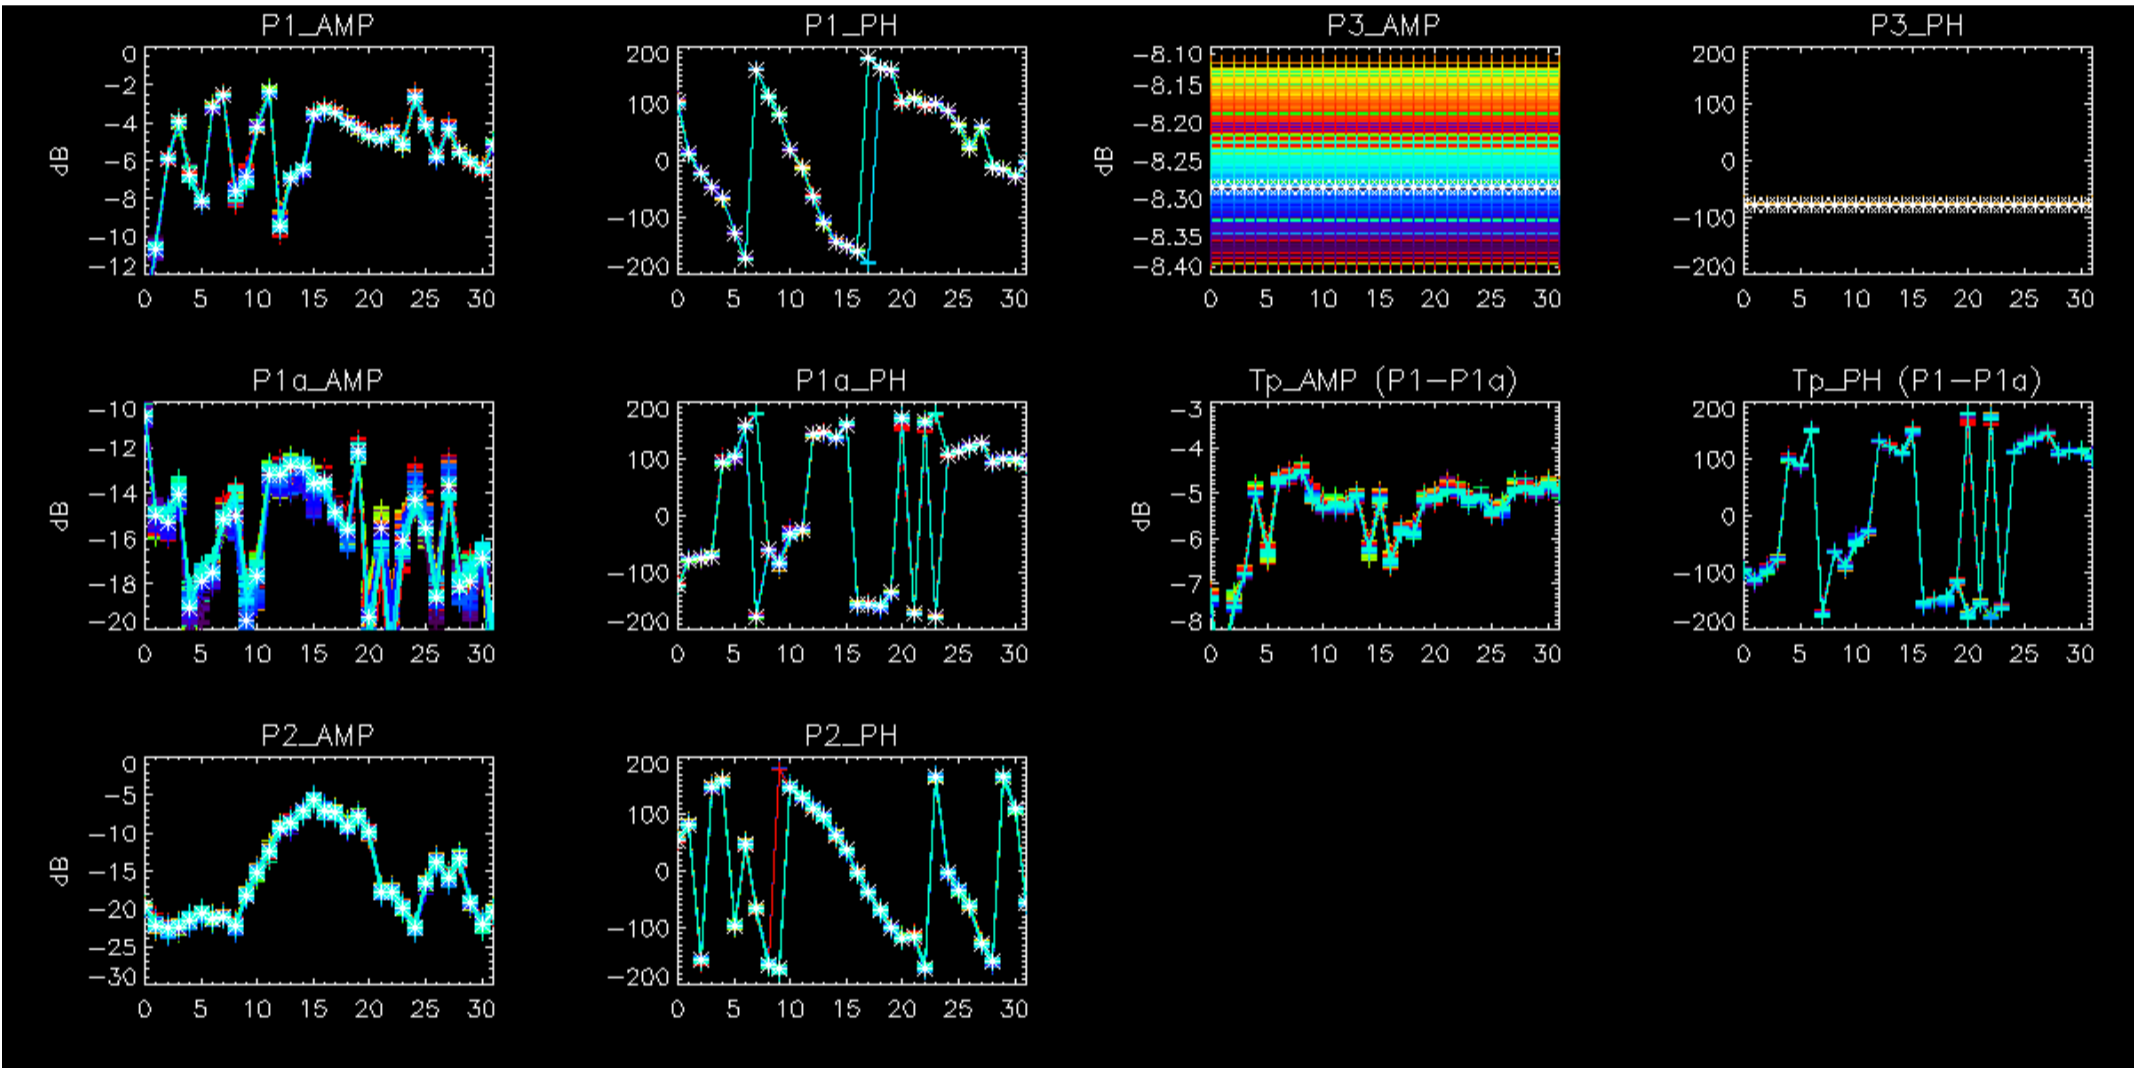 P1_AMP
P1_PH
P3_AMP
P3_PH
0
-2
-4
-6
-8
-10
-12
dB
0 5 10 15 20 25 30
200
100
0
-100
-200
0 5 10 15 20 25 30
-8.10
-8.15
-8.20
-8.25
-8.30
-8.35
-8.40
dB
0 5 10 15 20 25 30
200
100
0
-100
-200
0 5 10 15 20 25 30
P1a_AMP
P1a_PH
Tp_AMP (P1-P1a)
Tp_PH (P1-P1a)
-10
-12
-14
-16
-18
-20
dB
0 5 10 15 20 25 30
200
100
0
-100
-200
0 5 10 15 20 25 30
-3
-4
-5
-6
-7
-8
dB
0 5 10 15 20 25 30
200
100
0
-100
-200
0 5 10 15 20 25 30
P2_AMP
P2_PH
0
-5
-10
-15
-20
-25
-30
dB
0 5 10 15 20 25 30
200
100
0
-100
-200
0 5 10 15 20 25 30